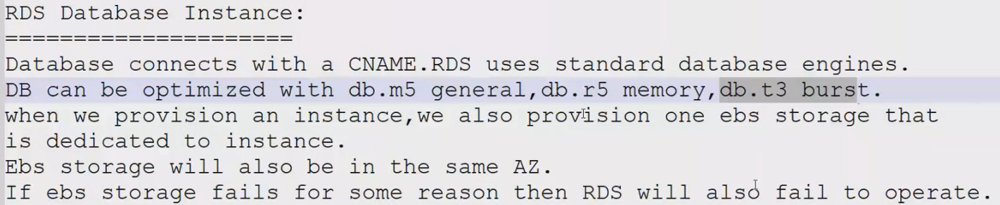 RDS Database Instance:
=====================
Database connects with a CNAME.RDS uses standard database engines.
DB can be optimized with db.m5 general,db.r5 memory,db.t3 burst.
when we provision an instance,we also provision one ebs storage that
is dedicated to instance.
Ebs storage will also be in the same AZ.
If ebs storage fails for some reason then RDS will also fail to operate.